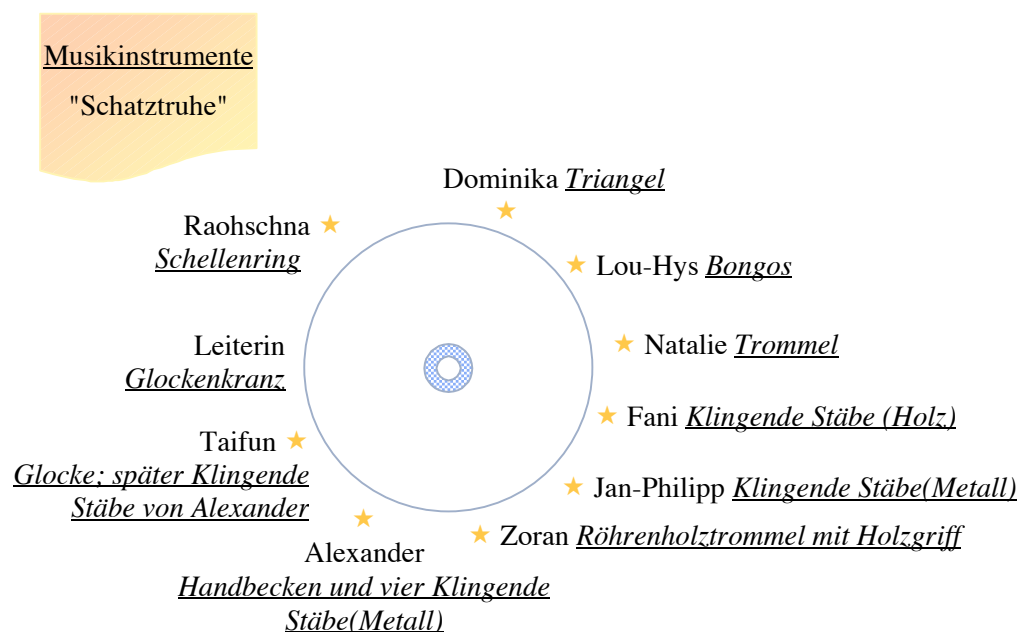 Musikinstrumente
"Schatztruhe"
Dominika Triangel
Raohschna
Schellenring
Lou-Hys Bongos
Leiterin
Glockenkranz
Natalie Trommel
Fani Klingende Stäbe (Holz)
Taifun
Glocke; später Klingende
Stäbe von Alexander
Jan-Philipp Klingende Stäbe(Metall)
Zoran Röhrenholztrommel mit Holzgriff
Alexander
Handbecken und vier Klingende
Stäbe(Metall)